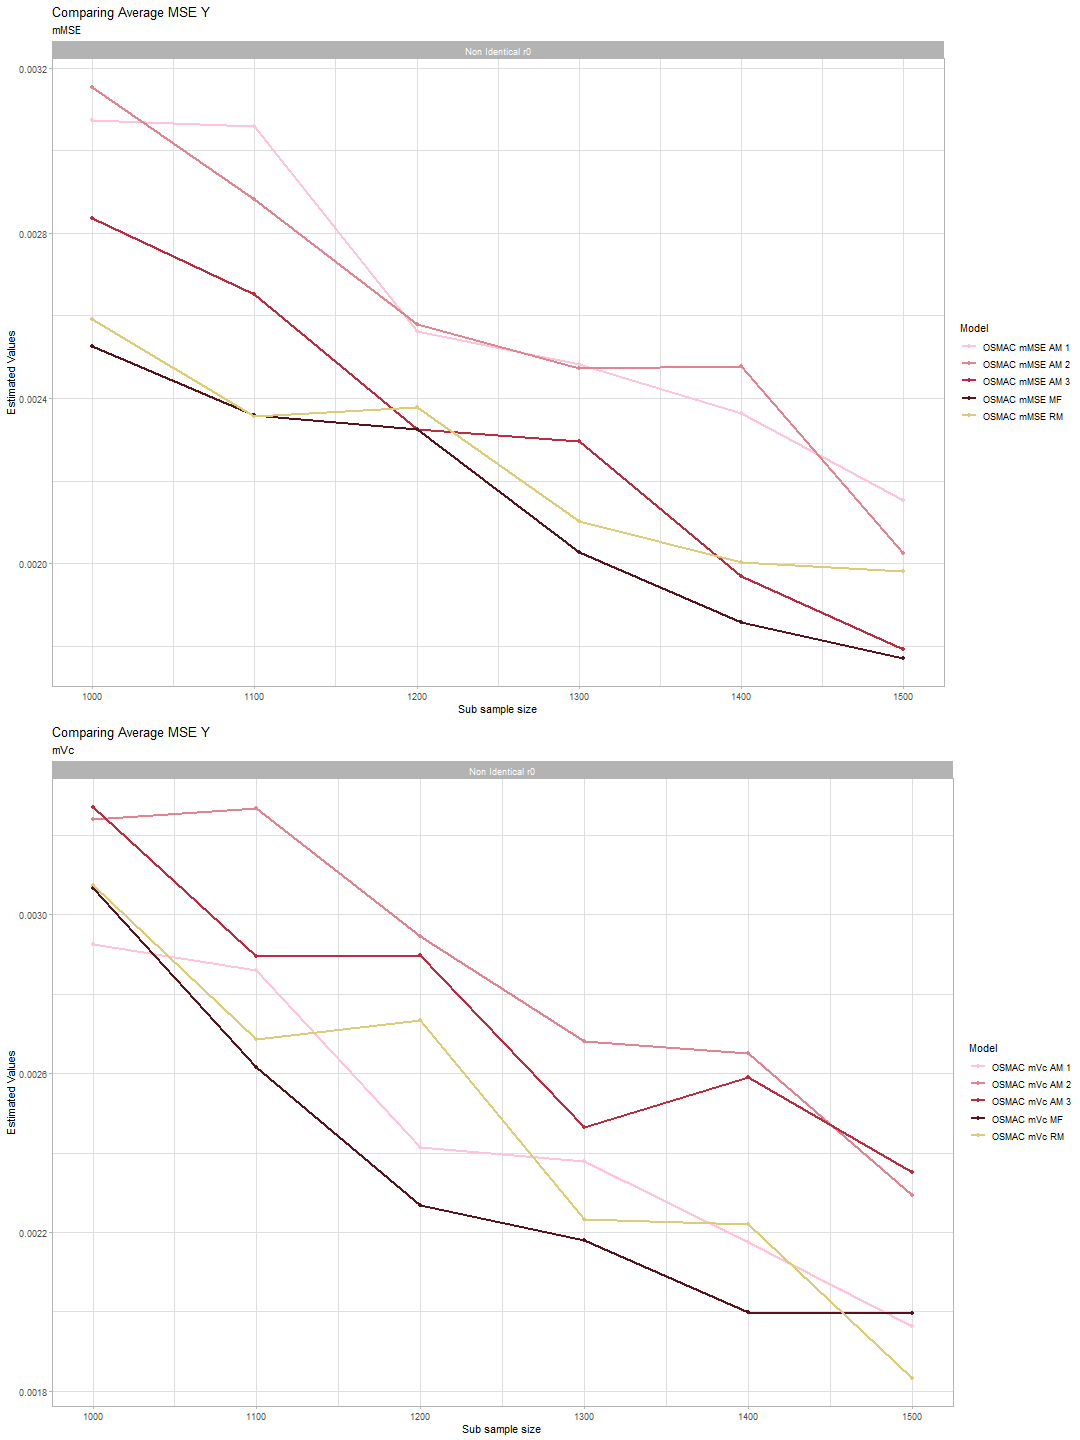 Comparing Average MSE Y
mMSE
Non Identical r0
0.0032
0.0028
0.0024
0.0020
Estimated Values
1000 1100 1200 1300 1400 1500
Sub sample size
Model
OSMAC mMSE AM 1
OSMAC mMSE AM 2
OSMAC mMSE AM 3
OSMAC mMSE MF
OSMAC mMSE RM
Comparing Average MSE Y
mVc
Non Identical r0
0.0030
0.0026
0.0022
0.0018
Estimated Values
1000 1100 1200 1300 1400 1500
Sub sample size
Model
OSMAC mVc AM 1
OSMAC mVc AM 2
OSMAC mVc AM 3
OSMAC mVc MF
OSMAC mVc RM